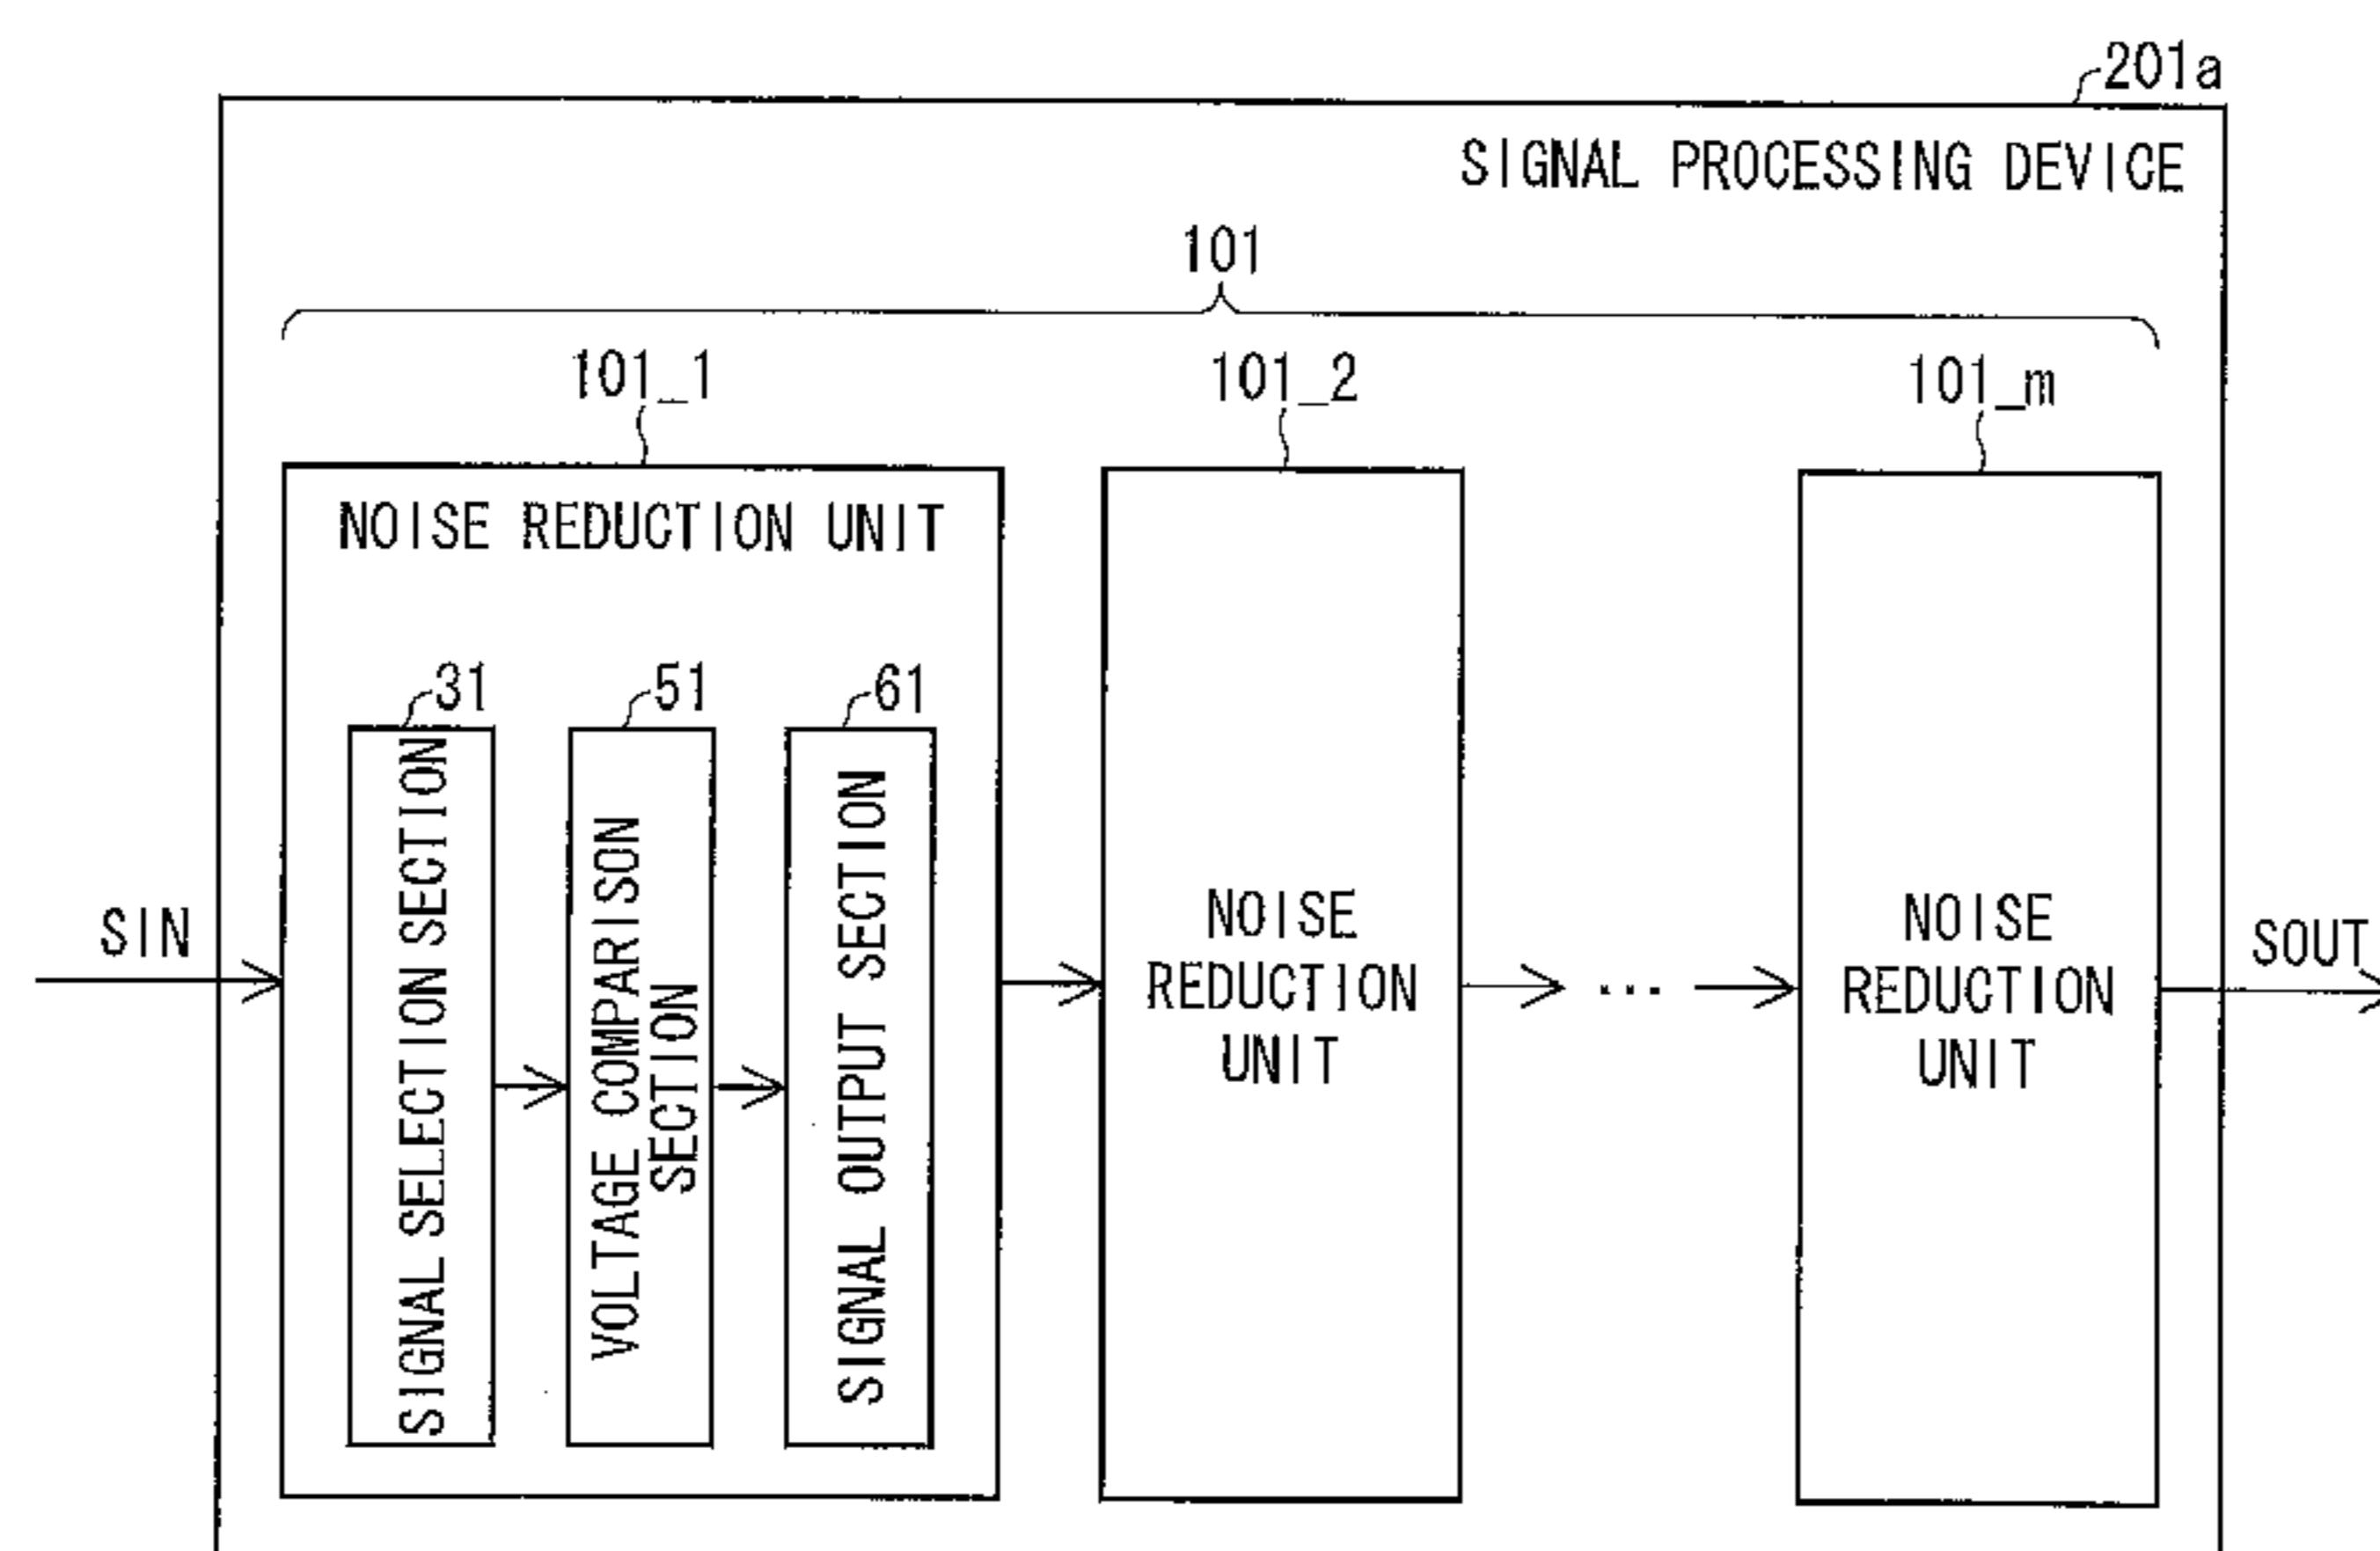 201a
SIGNAL PROCESSING DEVICE
101
101_1
101_2
101_m
NOISE REDUCTION UNIT
31
51
61
SIGNAL SELECTION SECTION
VOLTAGE COMPARISON
SECTION
SIGNAL OUTPUT SECTION
SIN
NOISE
REDUCTION
UNIT
...
NOISE
REDUCTION
UNIT
SOUT